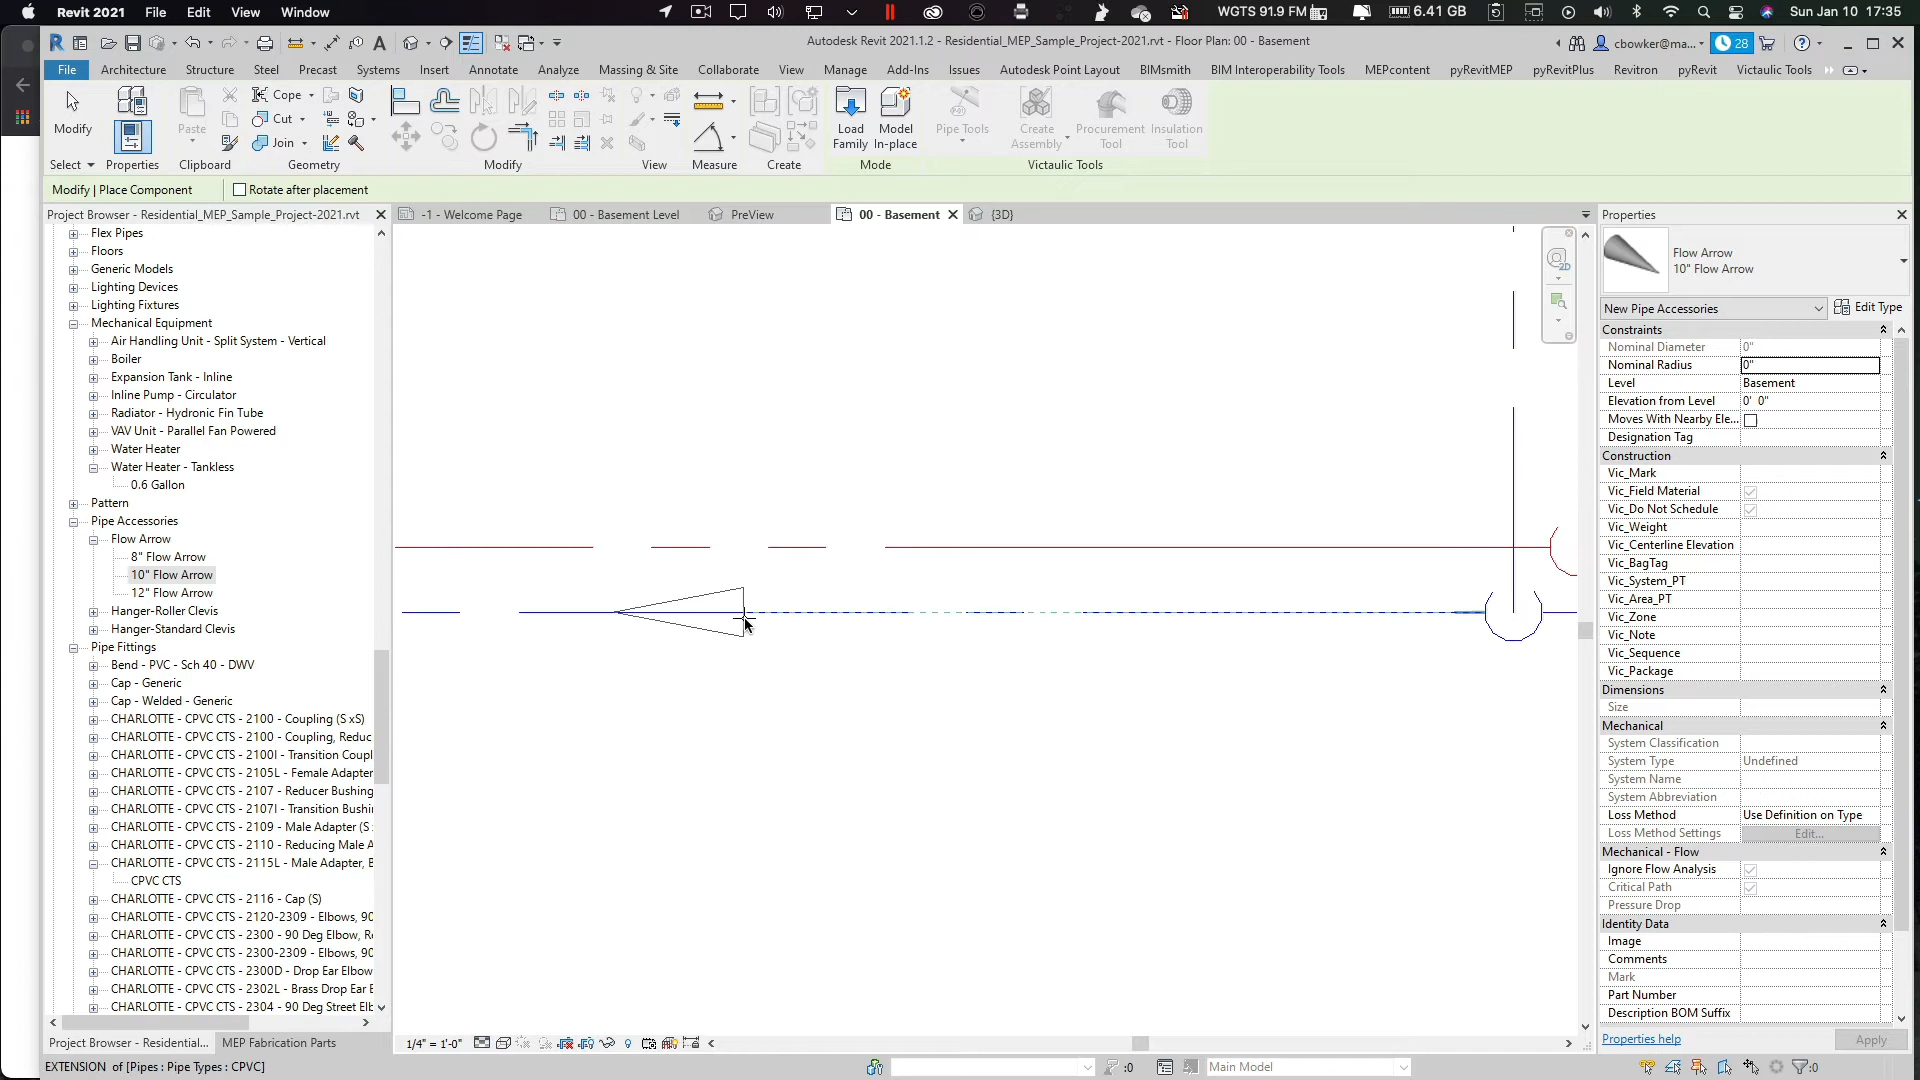 Revit 2021 File Edit View Window WGTS 91.9 FM 6.41 GB Sun Jan 10 17:35
Autodesk Revit 2021.1.2 - Residential_MEP_Sample_Project-2021.rvt - Floor Plan: 00 - Basement cbowker@ma... 28
File Architecture Structure Steel Precast Systems Insert Annotate Analyze Massing & Site Collaborate View Manage Add-Ins Issues Autodesk Point Layout BIMsmith BIM Interoperability Tools MEPcontent pyRevitMEP pyRevitPlus Revitron pyRevit Victaulic Tools
Modify
Paste
Cope
Cut
Join
Load Family
Model In-place
Pipe Tools
Create Assembly
Procurement Tool
Insulation Tool
Select Properties Clipboard Geometry Modify View Measure Create Mode Victaulic Tools
Modify | Place Component Rotate after placement
Project Browser - Residential_MEP_Sample_Project-2021.rvt
-1 - Welcome Page 00 - Basement Level PreView 00 - Basement {3D}
Flex Pipes
Floors
Generic Models
Lighting Devices
Lighting Fixtures
Mechanical Equipment
Air Handling Unit - Split System - Vertical
Boiler
Expansion Tank - Inline
Inline Pump - Circulator
Radiator - Hydronic Fin Tube
VAV Unit - Parallel Fan Powered
Water Heater
Water Heater - Tankless
0.6 Gallon
Pattern
Pipe Accessories
Flow Arrow
8" Flow Arrow
10" Flow Arrow
12" Flow Arrow
Hanger-Roller Clevis
Hanger-Standard Clevis
Pipe Fittings
Bend - PVC - Sch 40 - DWV
Cap - Generic
Cap - Welded - Generic
CHARLOTTE - CPVC CTS - 2100 - Coupling (S xS)
CHARLOTTE - CPVC CTS - 2100 - Coupling, Reduc
CHARLOTTE - CPVC CTS - 2100I - Transition Coupl
CHARLOTTE - CPVC CTS - 2105L - Female Adapter
CHARLOTTE - CPVC CTS - 2107 - Reducer Bushing
CHARLOTTE - CPVC CTS - 2107I - Transition Bushi
CHARLOTTE - CPVC CTS - 2109 - Male Adapter (S
CHARLOTTE - CPVC CTS - 2110 - Reducing Male A
CHARLOTTE - CPVC CTS - 2115L - Male Adapter, B
CPVC CTS
CHARLOTTE - CPVC CTS - 2116 - Cap (S)
CHARLOTTE - CPVC CTS - 2120-2309 - Elbows, 90
CHARLOTTE - CPVC CTS - 2300 - 90 Deg Elbow, R
CHARLOTTE - CPVC CTS - 2300-2309 - Elbows, 90
CHARLOTTE - CPVC CTS - 2300D - Drop Ear Elbow
CHARLOTTE - CPVC CTS - 2302L - Brass Drop Ear E
CHARLOTTE - CPVC CTS - 2304 - 90 Deg Street Elb
Project Browser - Residential... MEP Fabrication Parts
2D
1/4" = 1'-0"
Properties
Flow Arrow
10" Flow Arrow
New Pipe Accessories Edit Type
Constraints
Nominal Diameter 0"
Nominal Radius 0"
Level Basement
Elevation from Level 0' 0"
Moves With Nearby Ele...
Designation Tag
Construction
Vic_Mark
Vic_Field Material
Vic_Do Not Schedule
Vic_Weight
Vic_Centerline Elevation
Vic_BagTag
Vic_System_PT
Vic_Area_PT
Vic_Zone
Vic_Note
Vic_Sequence
Vic_Package
Dimensions
Size
Mechanical
System Classification
System Type Undefined
System Name
System Abbreviation
Loss Method Use Definition on Type
Loss Method Settings Edit...
Mechanical - Flow
Ignore Flow Analysis
Critical Path
Pressure Drop
Identity Data
Image
Comments
Mark
Part Number
Description BOM Suffix
Properties help Apply
EXTENSION of [Pipes : Pipe Types : CPVC] :0 Main Model :0